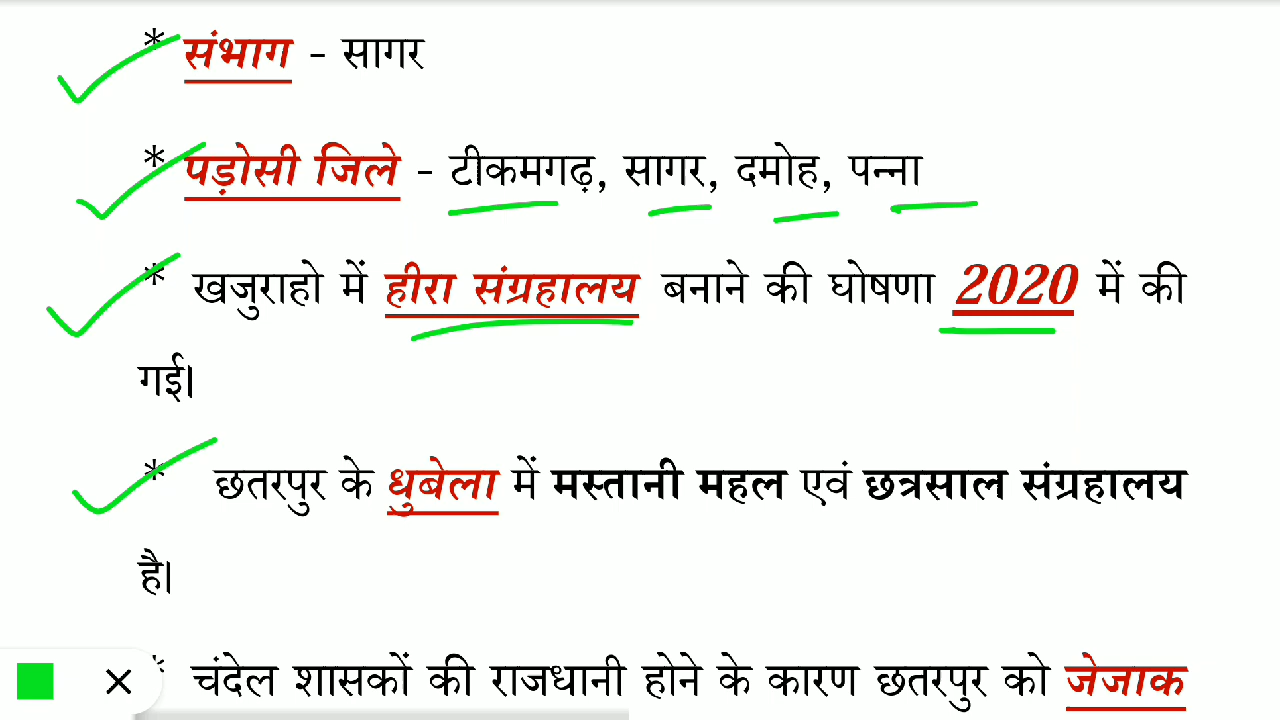 * संभाग - सागर
* पड़ोसी जिले - टीकमगढ़, सागर, दमोह, पन्ना
* खजुराहो में हीरा संग्रहालय बनाने की घोषणा 2020 में की
गई।
* छतरपुर के धुबेला में मस्तानी महल एवं छत्रसाल संग्रहालय
है।
* चंदेल शासकों की राजधानी होने के कारण छतरपुर को जेजाक